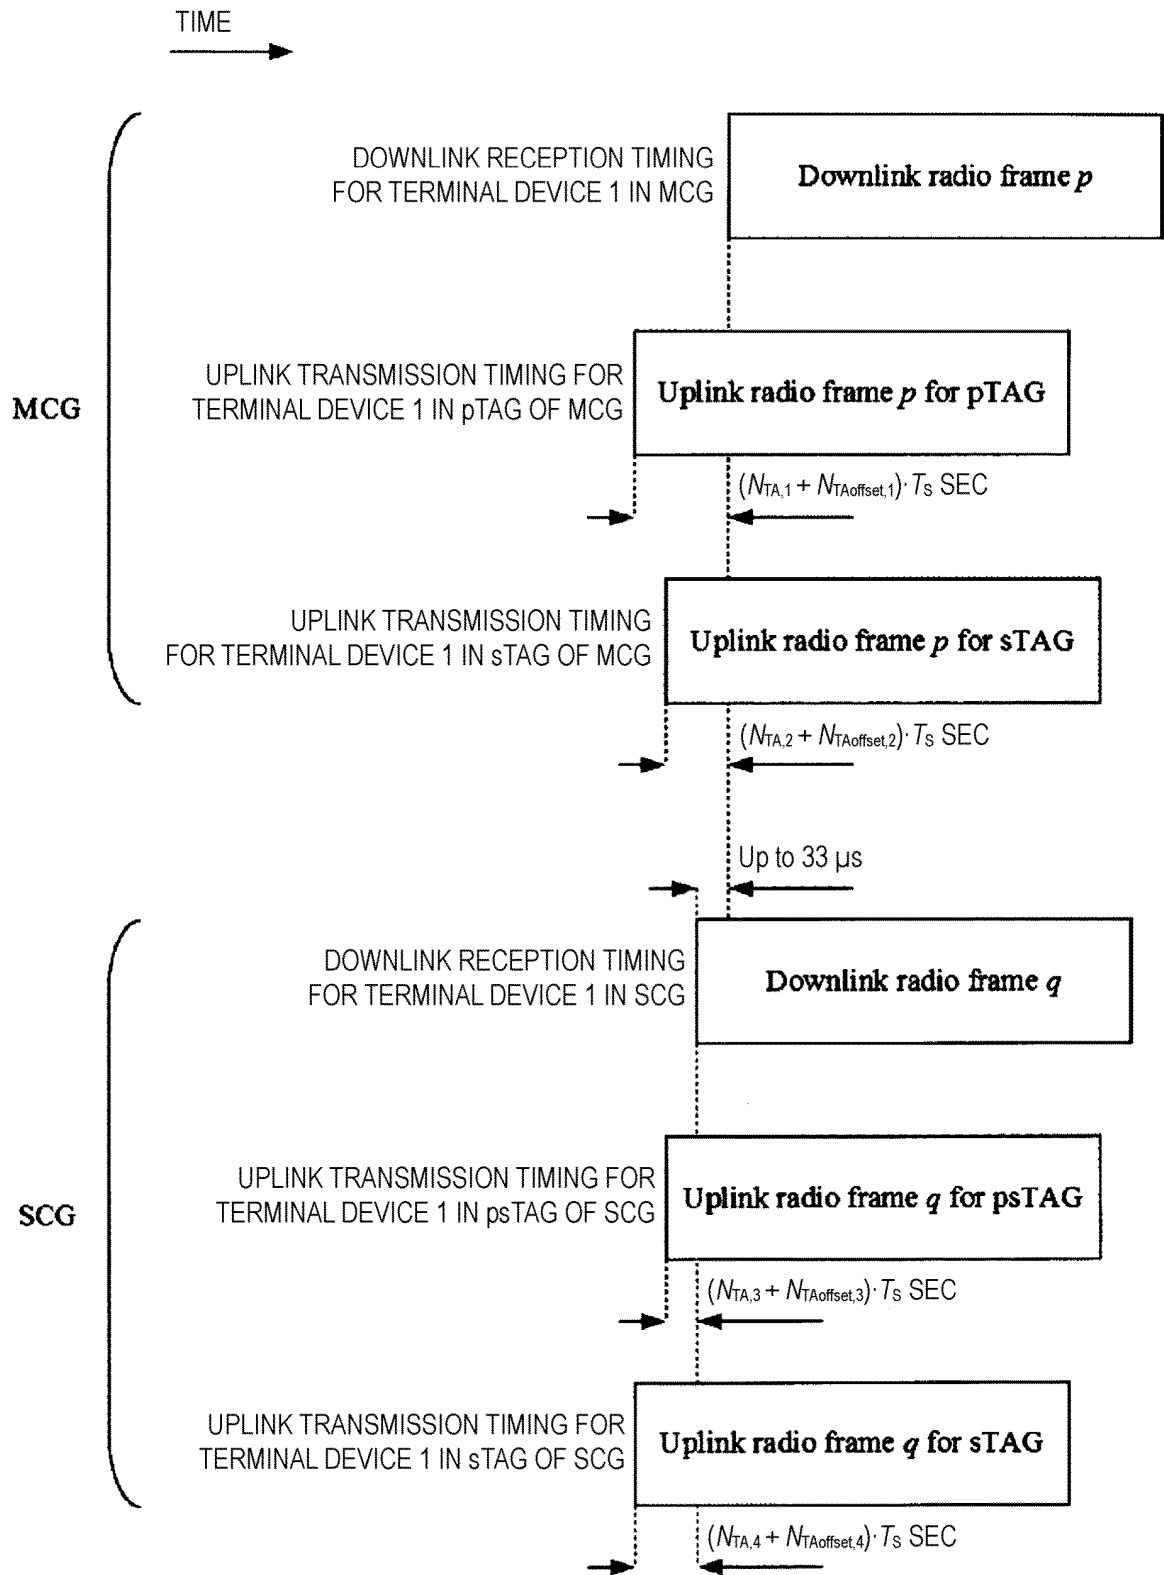 TIME
DOWNLINK RECEPTION TIMING
FOR TERMINAL DEVICE 1 IN MCG
Downlink radio frame p
MCG
UPLINK TRANSMISSION TIMING FOR
TERMINAL DEVICE 1 IN pTAG OF MCG
Uplink radio frame p for pTAG
(NTA,1 + NTAoffset,1)·TS SEC
UPLINK TRANSMISSION TIMING
FOR TERMINAL DEVICE 1 IN sTAG OF MCG
Uplink radio frame p for sTAG
(NTA,2 + NTAoffset,2)·TS SEC
Up to 33 μs
DOWNLINK RECEPTION TIMING
FOR TERMINAL DEVICE 1 IN SCG
Downlink radio frame q
SCG
UPLINK TRANSMISSION TIMING FOR
TERMINAL DEVICE 1 IN psTAG OF SCG
Uplink radio frame q for psTAG
(NTA,3 + NTAoffset,3)·TS SEC
UPLINK TRANSMISSION TIMING FOR
TERMINAL DEVICE 1 IN sTAG OF SCG
Uplink radio frame q for sTAG
(NTA,4 + NTAoffset,4)·TS SEC